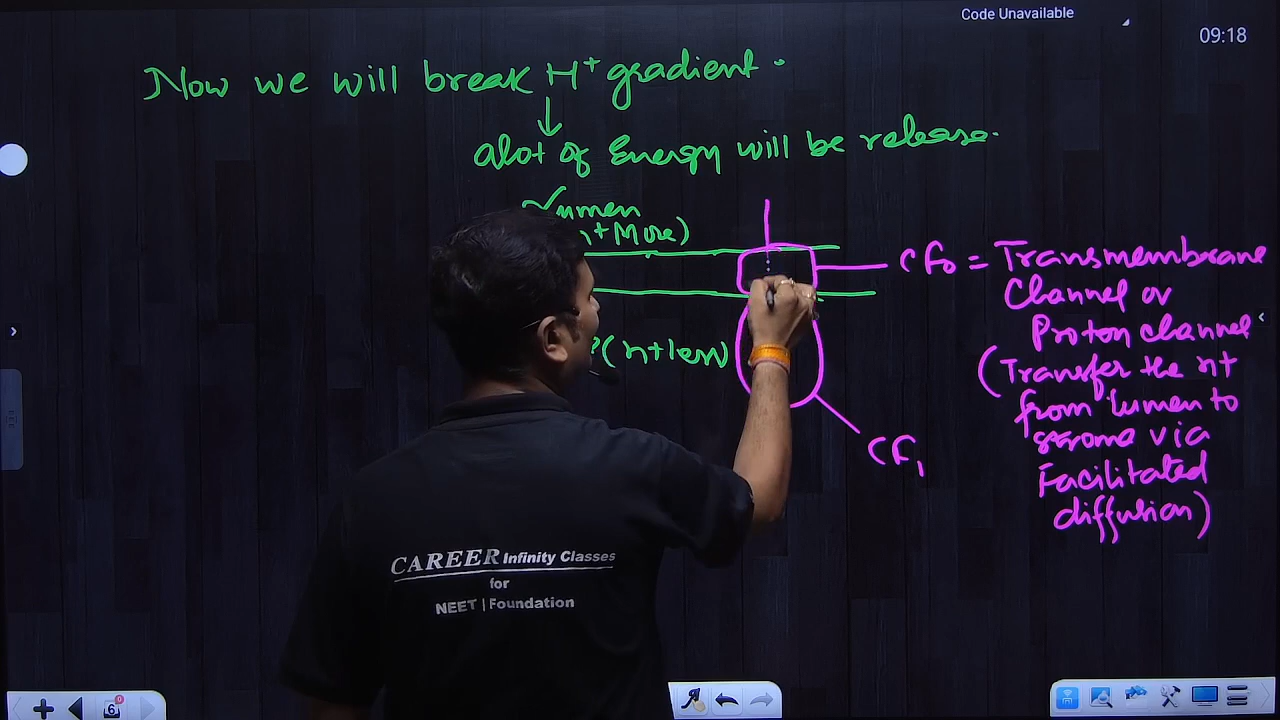 Code Unavailable
09:18
Now we will break H+ gradient.
alot of Energy will be release.
Lumen
H+More)
CF0 = Transmembrane
Channel or
Proton channel
(Transfer the H+
from lumen to
stroma via
Facilitated
diffusion)
(H+less)
CF1
CAREER Infinity Classes
for
NEET | Foundation
6